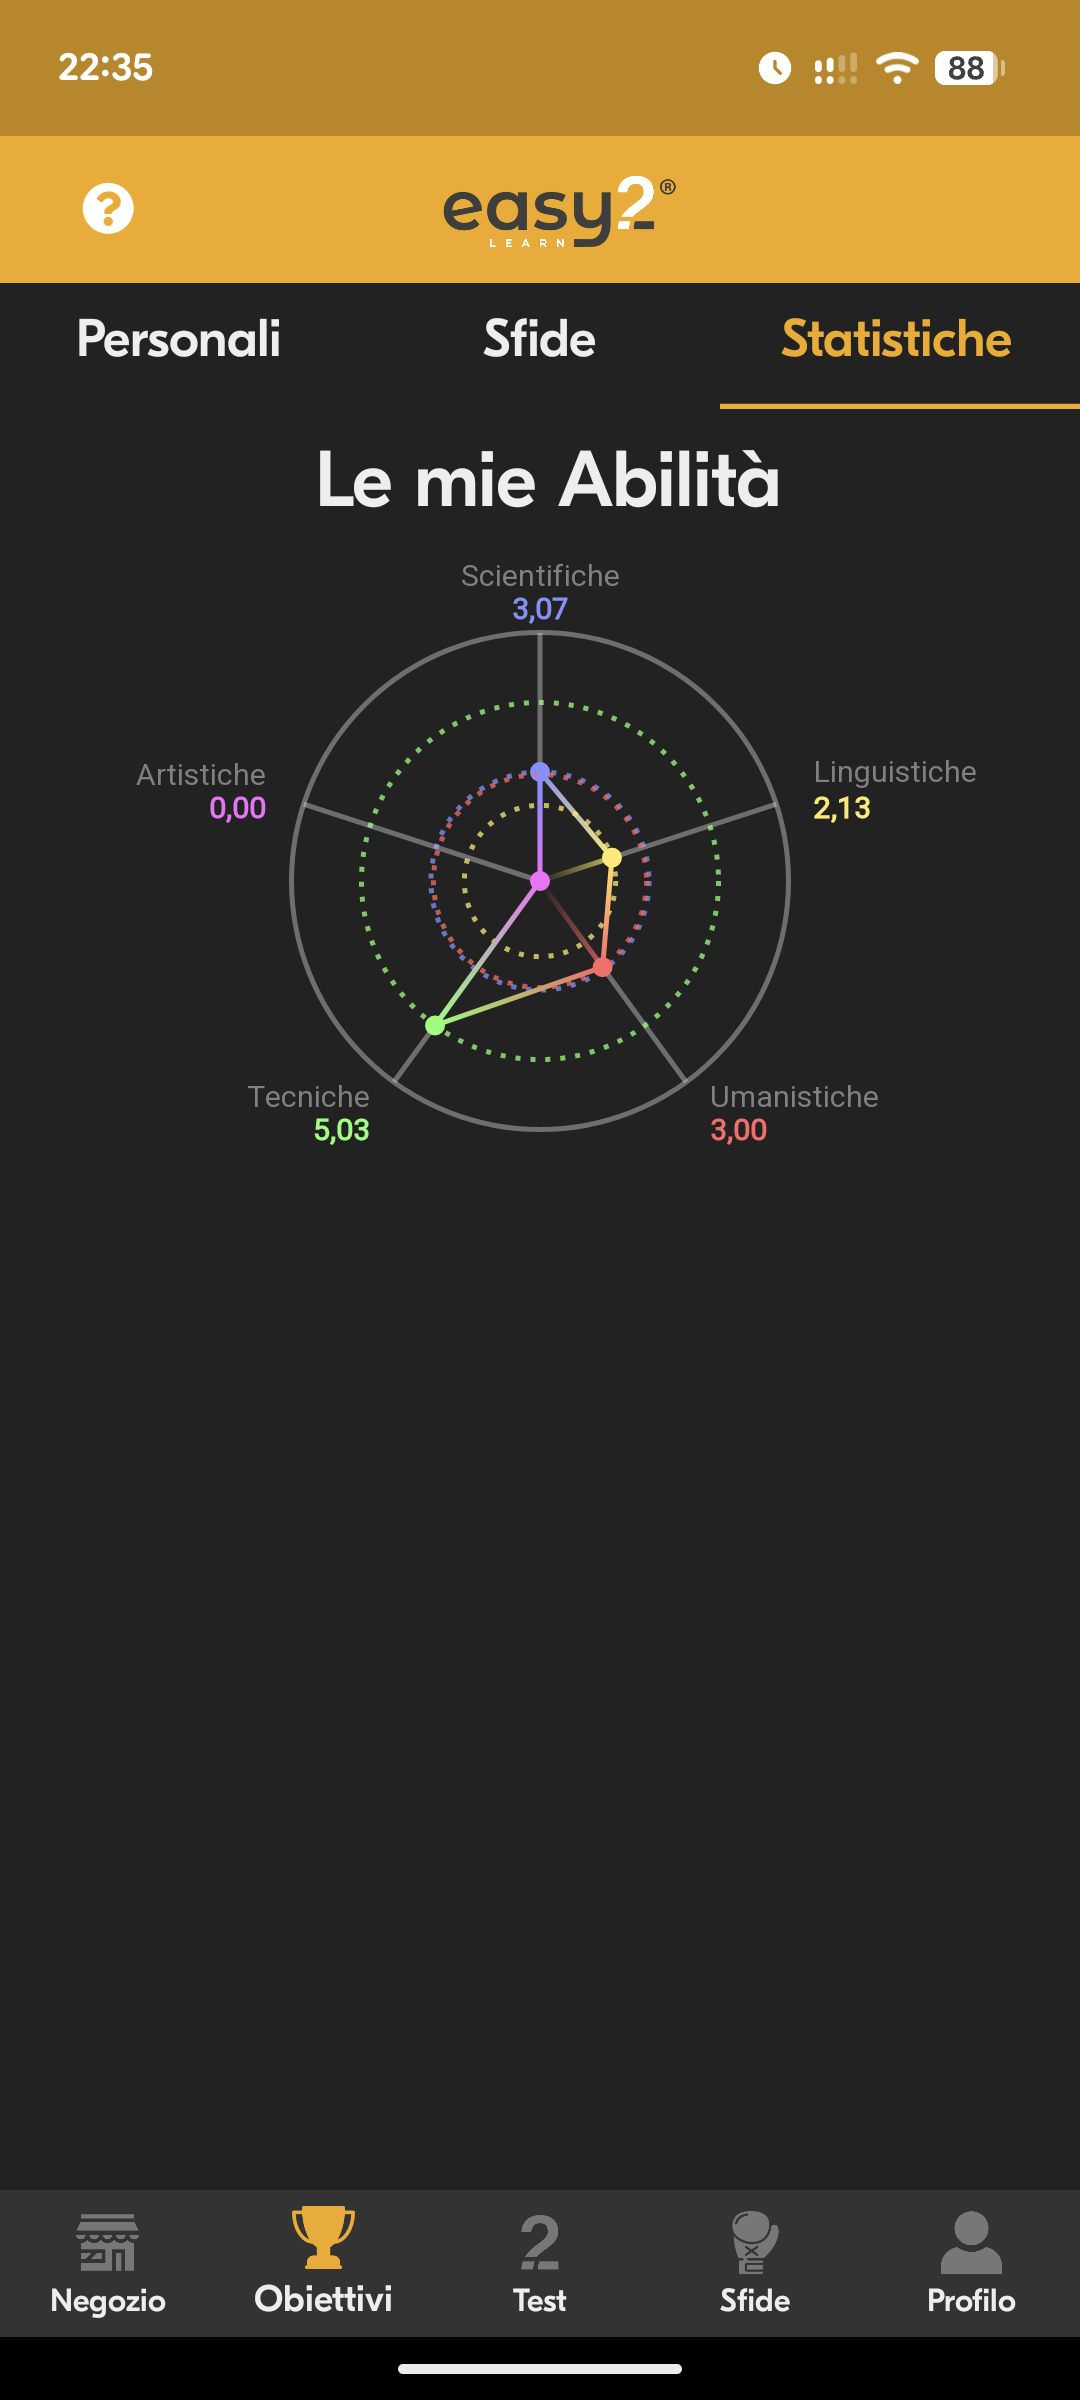 22:35
88
easy2®
LEARN
Personali
Sfide
Statistiche
Le mie Abilità
Scientifiche
3,07
Artistiche
0,00
Linguistiche
2,13
Tecniche
5,03
Umanistiche
3,00
Negozio
Obiettivi
Test
Sfide
Profilo